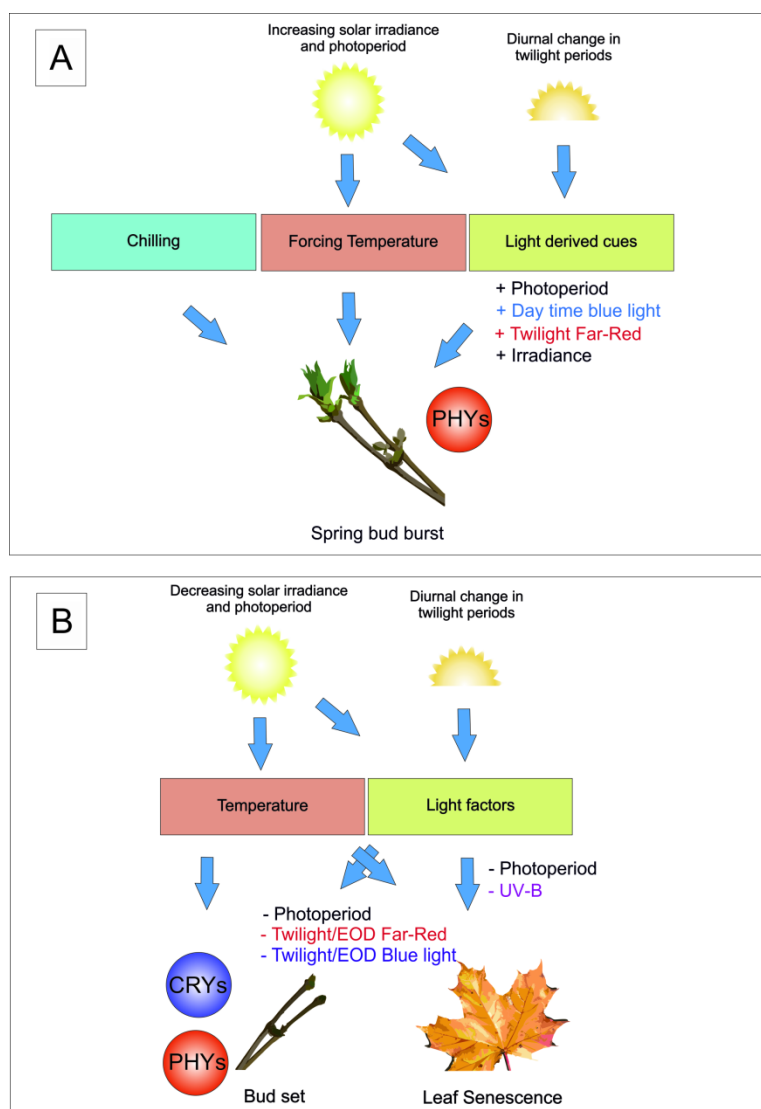 A
Increasing solar irradiance
and photoperiod
Diurnal change in
twilight periods
Chilling
Forcing Temperature
Light derived cues
+ Photoperiod
+ Day time blue light
+ Twilight Far-Red
+ Irradiance
PHYs
Spring bud burst
B
Decreasing solar irradiance
and photoperiod
Diurnal change in
twilight periods
Temperature
Light factors
- Photoperiod
- UV-B
- Photoperiod
- Twilight/EOD Far-Red
- Twilight/EOD Blue light
CRYs
PHYs
Bud set
Leaf Senescence